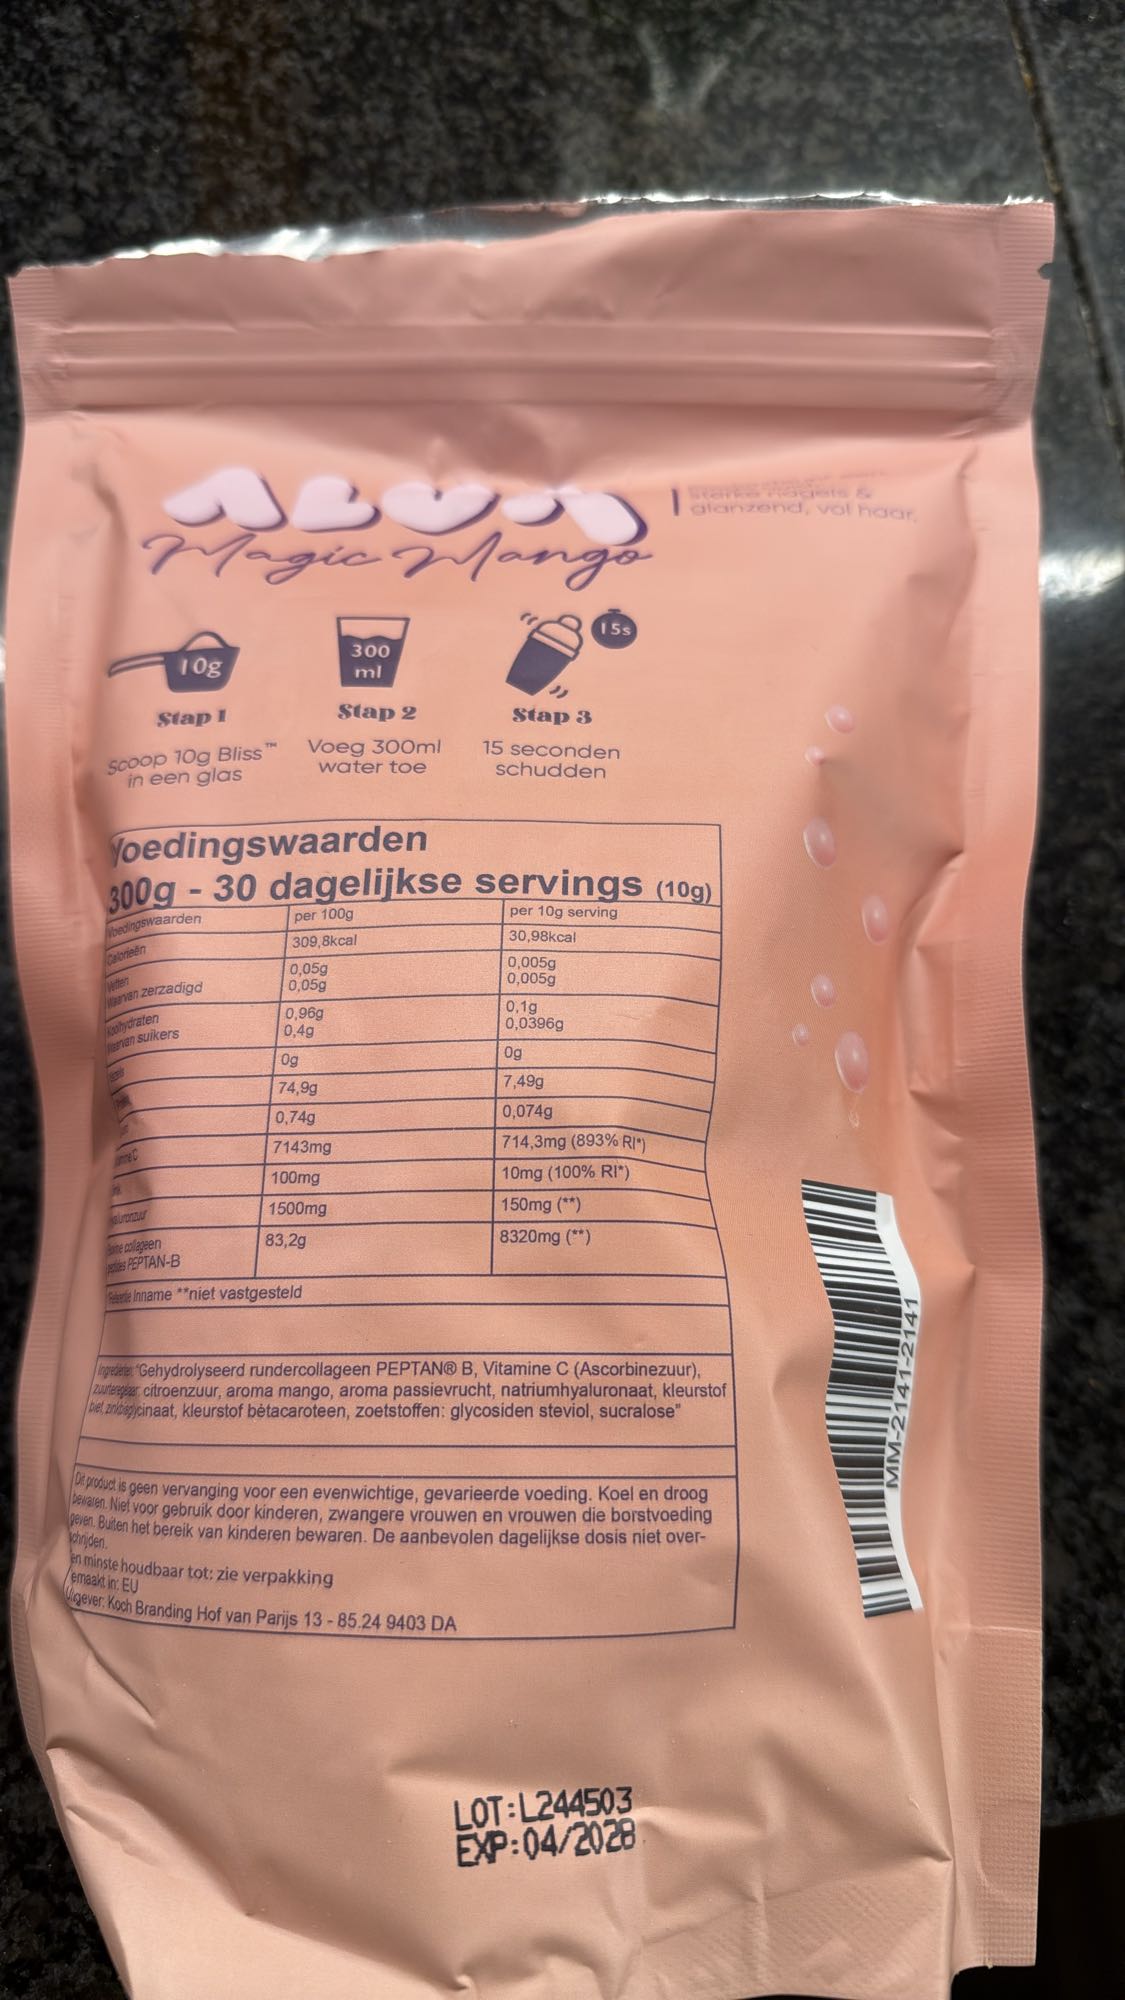 ALUA
Magic Mango
sterke nagels &
glanzend, vol haar.
10g
300
ml
15s
Stap 1
Stap 2
Stap 3
Scoop 10g Bliss™
in een glas
Voeg 300ml
water toe
15 seconden
schudden
Voedingswaarden
300g - 30 dagelijkse servings (10g)
Voedingswaarden per 100g per 10g serving
Calorieën 309,8kcal 30,98kcal
Vetten 0,05g 0,005g
Waarvan zerzadigd 0,05g 0,005g
Koolhydraten 0,96g 0,1g
Waarvan suikers 0,4g 0,0396g
0g 0g
74,9g 7,49g
0,74g 0,074g
7143mg 714,3mg (893% RI*)
100mg 10mg (100% RI*)
1500mg 150mg (**)
collageen 83,2g 8320mg (**)
PEPTAN-B
Inname **niet vastgesteld
Ingrediënten: "Gehydrolyseerd rundercollageen PEPTAN® B, Vitamine C (Ascorbinezuur),
zuurteregelaar: citroenzuur, aroma mango, aroma passievrucht, natriumhyaluronaat, kleurstof
biet, zinkbisglycinaat, kleurstof bètacaroteen, zoetstoffen: glycosiden steviol, sucralose"
Dit product is geen vervanging voor een evenwichtige, gevarieerde voeding. Koel en droog
bewaren. Niet voor gebruik door kinderen, zwangere vrouwen en vrouwen die borstvoeding
geven. Buiten het bereik van kinderen bewaren. De aanbevolen dagelijkse dosis niet over-
schrijden.
en minste houdbaar tot: zie verpakking
emaakt in: EU
Uitgever: Koch Branding Hof van Parijs 13 - 85.24 9403 DA
MM-2141-2141
LOT:L244503
EXP:04/2028